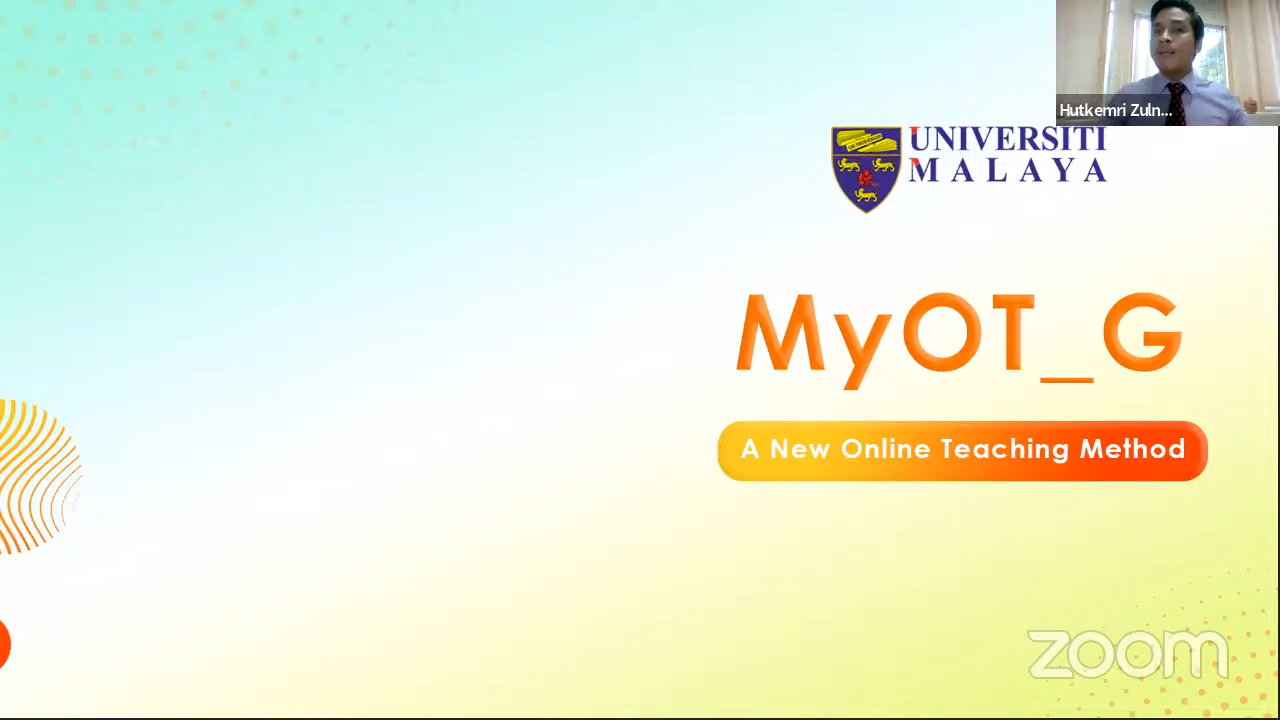 Hutkemri Zuln...
UNIVERSITI
MALAYA
MyOT_G
A New Online Teaching Method
zoom